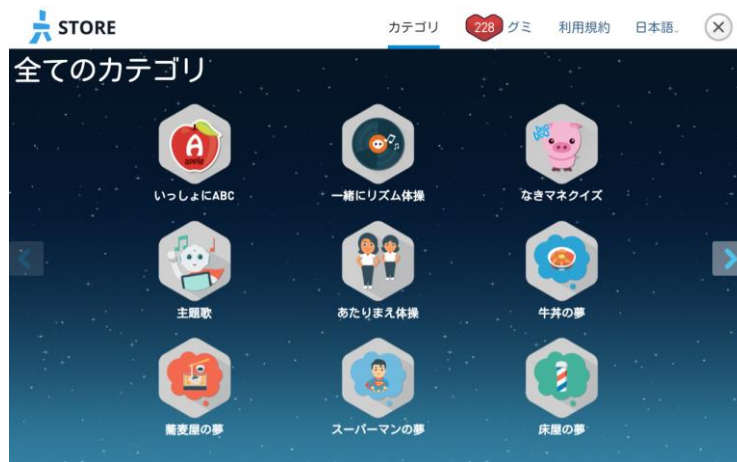 STORE
カテゴリ
228 グミ
利用規約
日本語
全てのカテゴリ
A
apple
いっしょにABC
一緒にリズム体操
なきマネクイズ
主題歌
あたりまえ体操
牛丼の夢
蕎麦屋の夢
スーパーマンの夢
床屋の夢